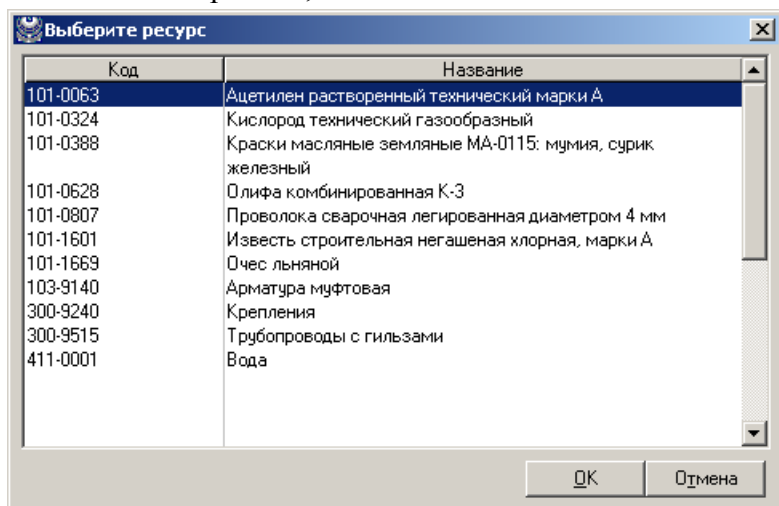 Выберите ресурс
Код Название
101-0063 Ацетилен растворенный технический марки А
101-0324 Кислород технический газообразный
101-0388 Краски масляные земляные МА-0115: мумия, сурик
железный
101-0628 Олифа комбинированная К-3
101-0807 Проволока сварочная легированная диаметром 4 мм
101-1601 Известь строительная негашеная хлорная, марки А
101-1669 Очес льняной
103-9140 Арматура муфтовая
300-9240 Крепления
300-9515 Трубопроводы с гильзами
411-0001 Вода
OK Отмена